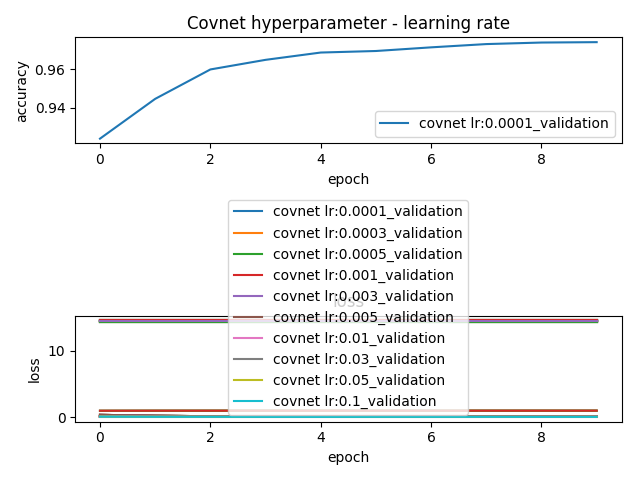 Covnet hyperparameter - learning rate
accuracy
0.96
0.94
covnet lr:0.0001_validation
0 2 4 6 8
epoch
covnet lr:0.0001_validation
covnet lr:0.0003_validation
covnet lr:0.0005_validation
covnet lr:0.001_validation
covnet lr:0.003_validation
loss
covnet lr:0.005_validation
covnet lr:0.01_validation
covnet lr:0.03_validation
covnet lr:0.05_validation
covnet lr:0.1_validation
loss
10
0
0 2 4 6 8
epoch